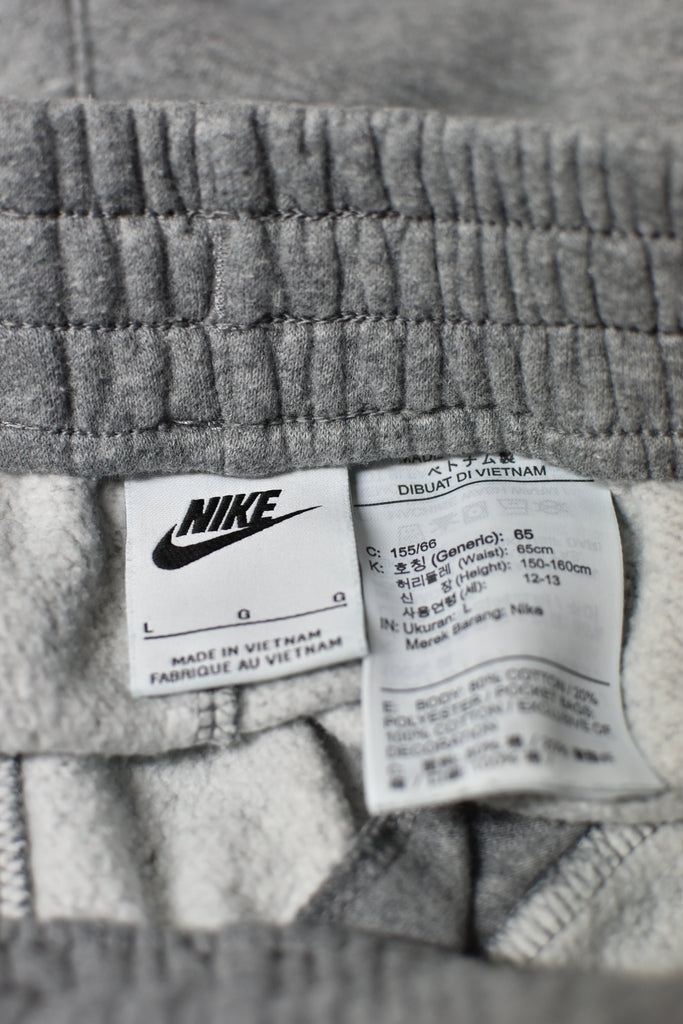 NIKE
L G G
MADE IN VIETNAM
FABRIQUE AU VIETNAM
ベトナム製
DIBUAT DI VIETNAM
C: 155/66
K: 호칭 (Generic): 65
허리둘레 (Waist): 65cm
신 장 (Height): 150-160cm
사용연령 (세): 12-13
IN: Ukuran: L
Merek Barang: Nike
E: BODY: 80% COTTON / 20%
POLYESTER / POCKET BAGS:
100% COTTON / EXCLUSIVE OF
DECORATION